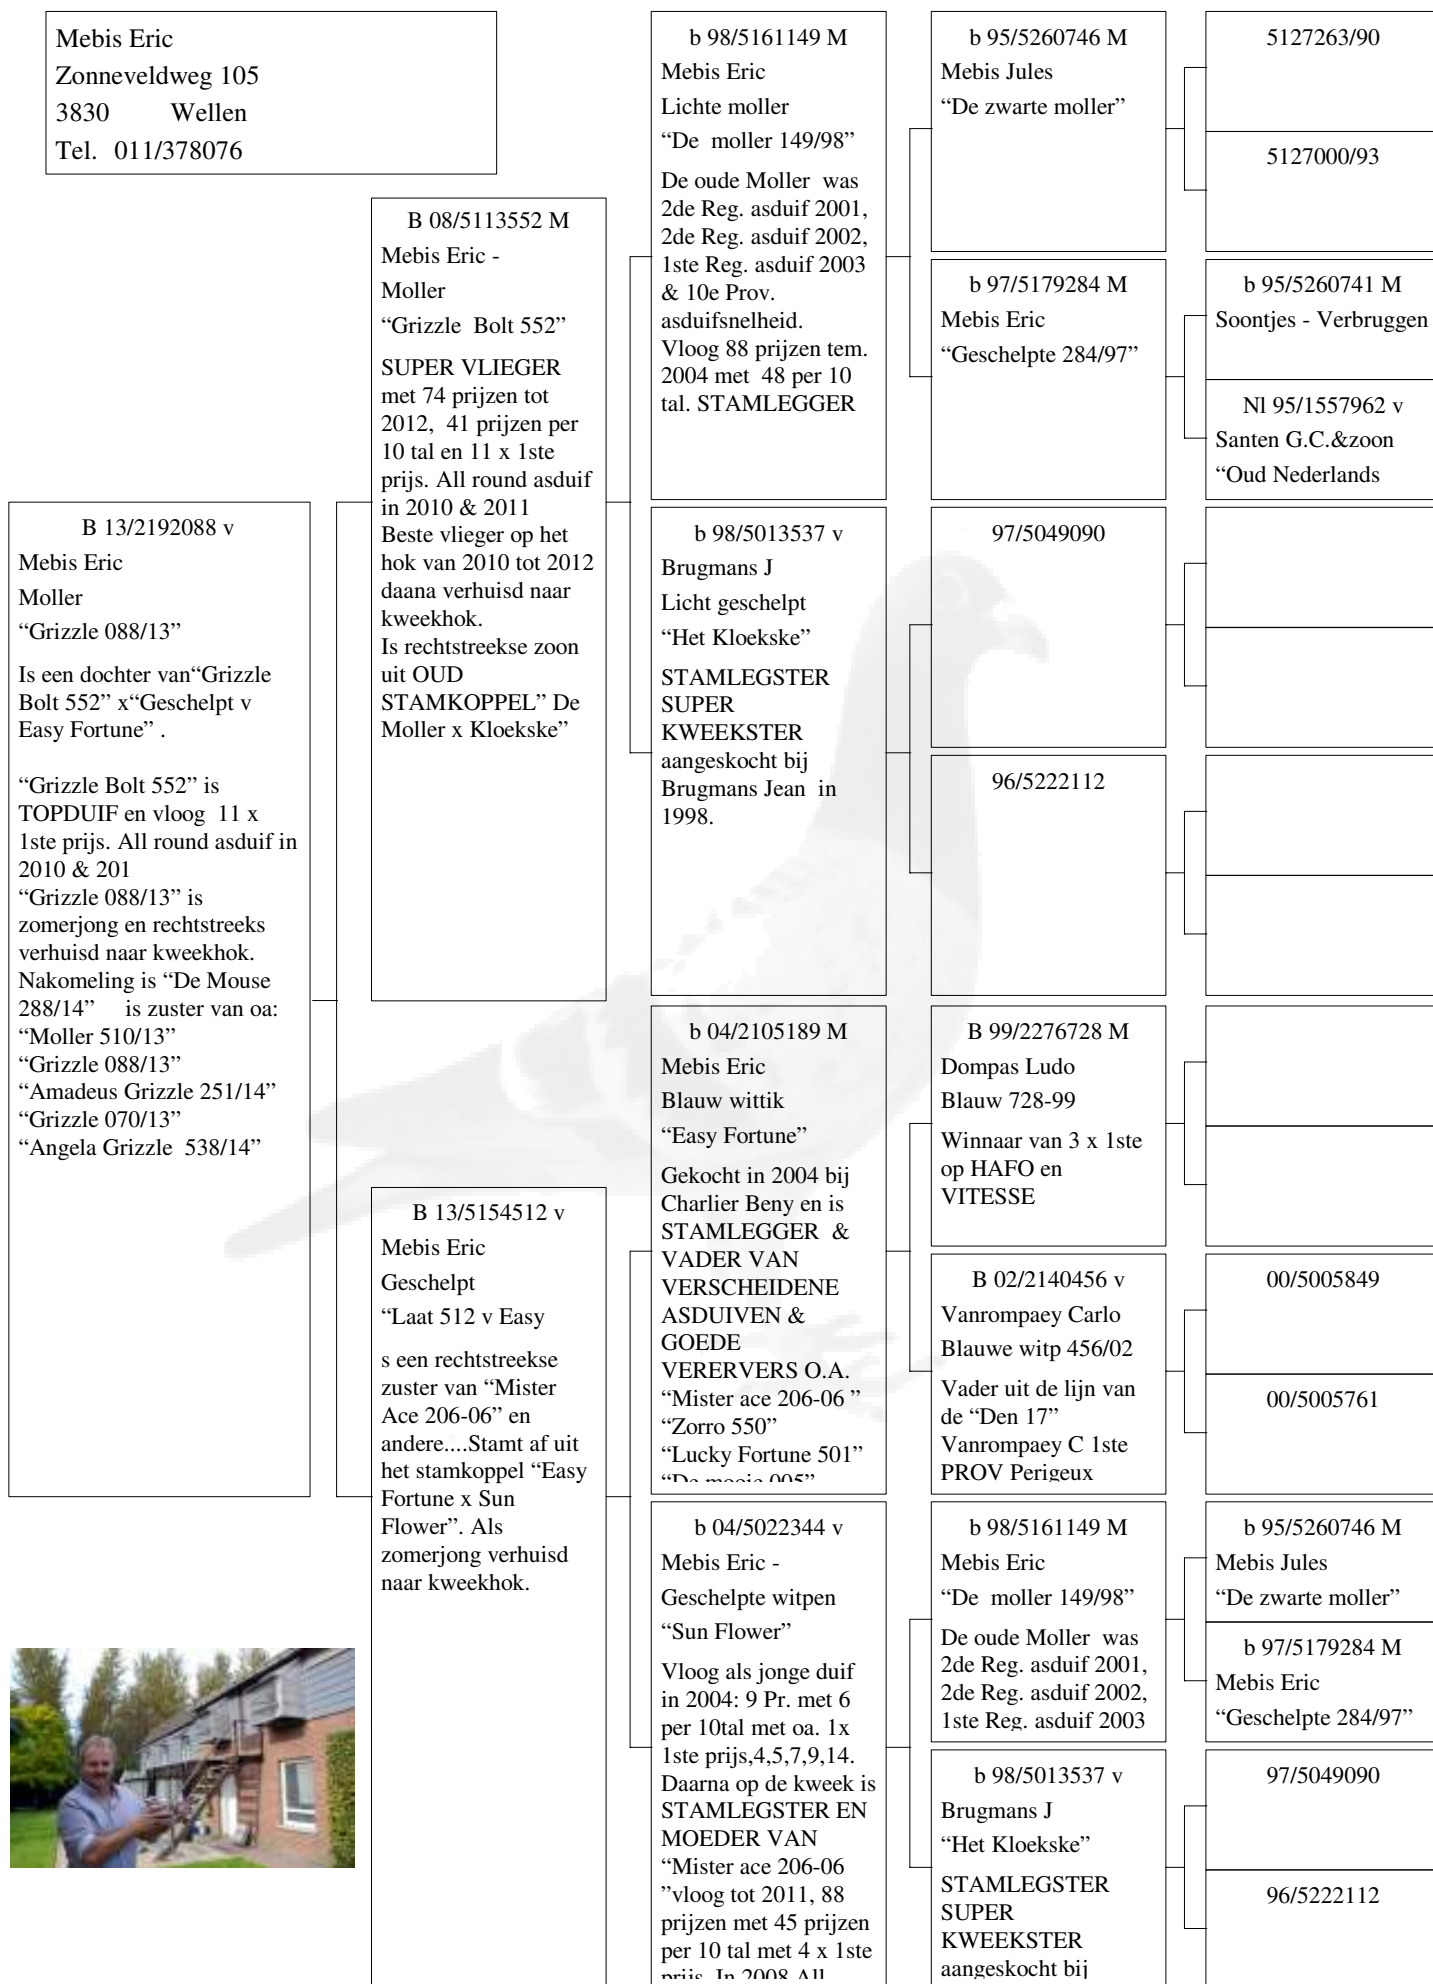 Mebis Eric
Zonneveldweg 105
3830 Wellen
Tel. 011/378076
B 13/2192088 v
Mebis Eric
Moller
“Grizzle 088/13”
Is een dochter van“Grizzle
Bolt 552” x“Geschelpt v
Easy Fortune” .
“Grizzle Bolt 552” is
TOPDUIF en vloog 11 x
1ste prijs. All round asduif in
2010 & 201
“Grizzle 088/13” is
zomerjong en rechtstreeks
verhuisd naar kweekhok.
Nakomeling is “De Mouse
288/14” is zuster van oa:
“Moller 510/13”
“Grizzle 088/13”
“Amadeus Grizzle 251/14”
“Grizzle 070/13”
“Angela Grizzle 538/14”
B 08/5113552 M
Mebis Eric -
Moller
“Grizzle Bolt 552”
SUPER VLIEGER
met 74 prijzen tot
2012, 41 prijzen per
10 tal en 11 x 1ste
prijs. All round asduif
in 2010 & 2011
Beste vlieger op het
hok van 2010 tot 2012
daana verhuisd naar
kweekhok.
Is rechtstreekse zoon
uit OUD
STAMKOPPEL” De
Moller x Kloekske”
B 13/5154512 v
Mebis Eric
Geschelpt
“Laat 512 v Easy
s een rechtstreekse
zuster van “Mister
Ace 206-06” en
andere....Stamt af uit
het stamkoppel “Easy
Fortune x Sun
Flower”. Als
zomerjong verhuisd
naar kweekhok.
b 98/5161149 M
Mebis Eric
Lichte moller
“De moller 149/98”
De oude Moller was
2de Reg. asduif 2001,
2de Reg. asduif 2002,
1ste Reg. asduif 2003
& 10e Prov.
asduifsnelheid.
Vloog 88 prijzen tem.
2004 met 48 per 10
tal. STAMLEGGER
b 98/5013537 v
Brugmans J
Licht geschelpt
“Het Kloekske”
STAMLEGSTER
SUPER
KWEEKSTER
aangeskocht bij
Brugmans Jean in
1998.
b 04/2105189 M
Mebis Eric
Blauw wittik
“Easy Fortune”
Gekocht in 2004 bij
Charlier Beny en is
STAMLEGGER &
VADER VAN
VERSCHEIDENE
ASDUIVEN &
GOEDE
VERERVERS O.A.
“Mister ace 206-06 ”
“Zorro 550”
“Lucky Fortune 501”
“De mooie 005”
b 04/5022344 v
Mebis Eric -
Geschelpte witpen
“Sun Flower”
Vloog als jonge duif
in 2004: 9 Pr. met 6
per 10tal met oa. 1x
1ste prijs,4,5,7,9,14.
Daarna op de kweek is
STAMLEGSTER EN
MOEDER VAN
“Mister ace 206-06
”vloog tot 2011, 88
prijzen met 45 prijzen
per 10 tal met 4 x 1ste
prijs. In 2008 All
b 95/5260746 M
Mebis Jules
“De zwarte moller”
b 97/5179284 M
Mebis Eric
“Geschelpte 284/97”
97/5049090
96/5222112
B 99/2276728 M
Dompas Ludo
Blauw 728-99
Winnaar van 3 x 1ste
op HAFO en
VITESSE
B 02/2140456 v
Vanrompaey Carlo
Blauwe witp 456/02
Vader uit de lijn van
de “Den 17”
Vanrompaey C 1ste
PROV Perigeux
b 98/5161149 M
Mebis Eric
“De moller 149/98”
De oude Moller was
2de Reg. asduif 2001,
2de Reg. asduif 2002,
1ste Reg. asduif 2003
b 98/5013537 v
Brugmans J
“Het Kloekske”
STAMLEGSTER
SUPER
KWEEKSTER
aangeskocht bij
5127263/90
5127000/93
b 95/5260741 M
Soontjes - Verbruggen
Nl 95/1557962 v
Santen G.C.&zoon
“Oud Nederlands
00/5005849
00/5005761
b 95/5260746 M
Mebis Jules
“De zwarte moller”
b 97/5179284 M
Mebis Eric
“Geschelpte 284/97”
97/5049090
96/5222112